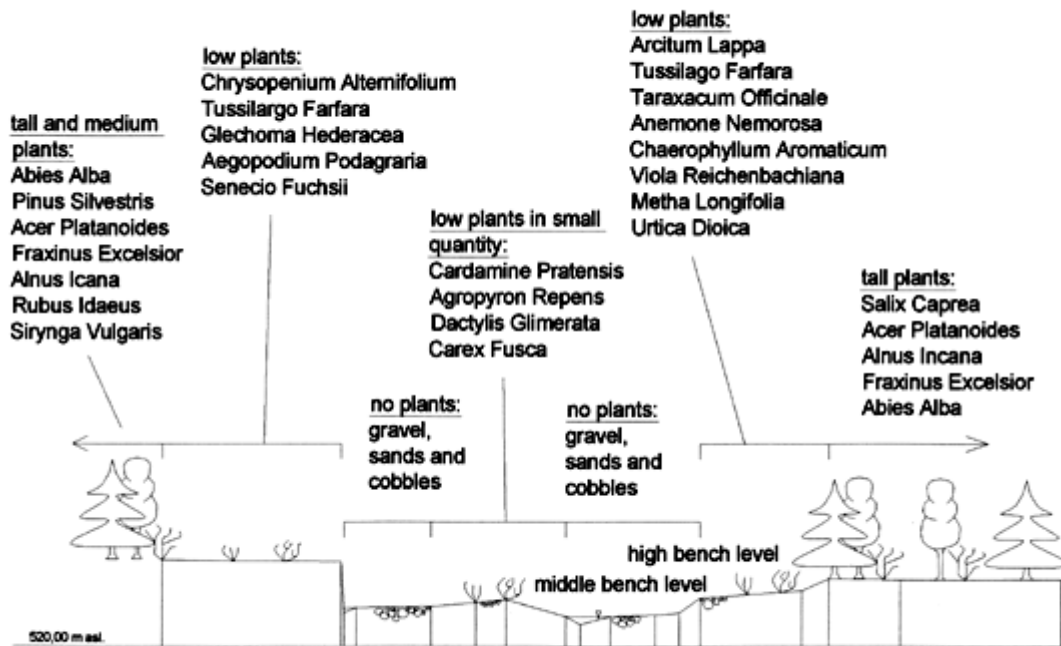 tall and medium
plants:
Abies Alba
Pinus Silvestris
Acer Platanoides
Fraxinus Excelsior
Alnus Icana
Rubus Idaeus
Sirynga Vulgaris
low plants:
Chrysopenium Alternifolium
Tussilargo Farfara
Glechoma Hederacea
Aegopodium Podagraria
Senecio Fuchsii
low plants in small
quantity:
Cardamine Pratensis
Agropyron Repens
Dactylis Glimerata
Carex Fusca
low plants:
Arcitum Lappa
Tussilago Farfara
Taraxacum Officinale
Anemone Nemorosa
Chaerophyllum Aromaticum
Viola Reichenbachiana
Metha Longifolia
Urtica Dioica
tall plants:
Salix Caprea
Acer Platanoides
Alnus Incana
Fraxinus Excelsior
Abies Alba
no plants:
gravel,
sands and
cobbles
no plants:
gravel,
sands and
cobbles
high bench level
middle bench level
520,00 m asl.